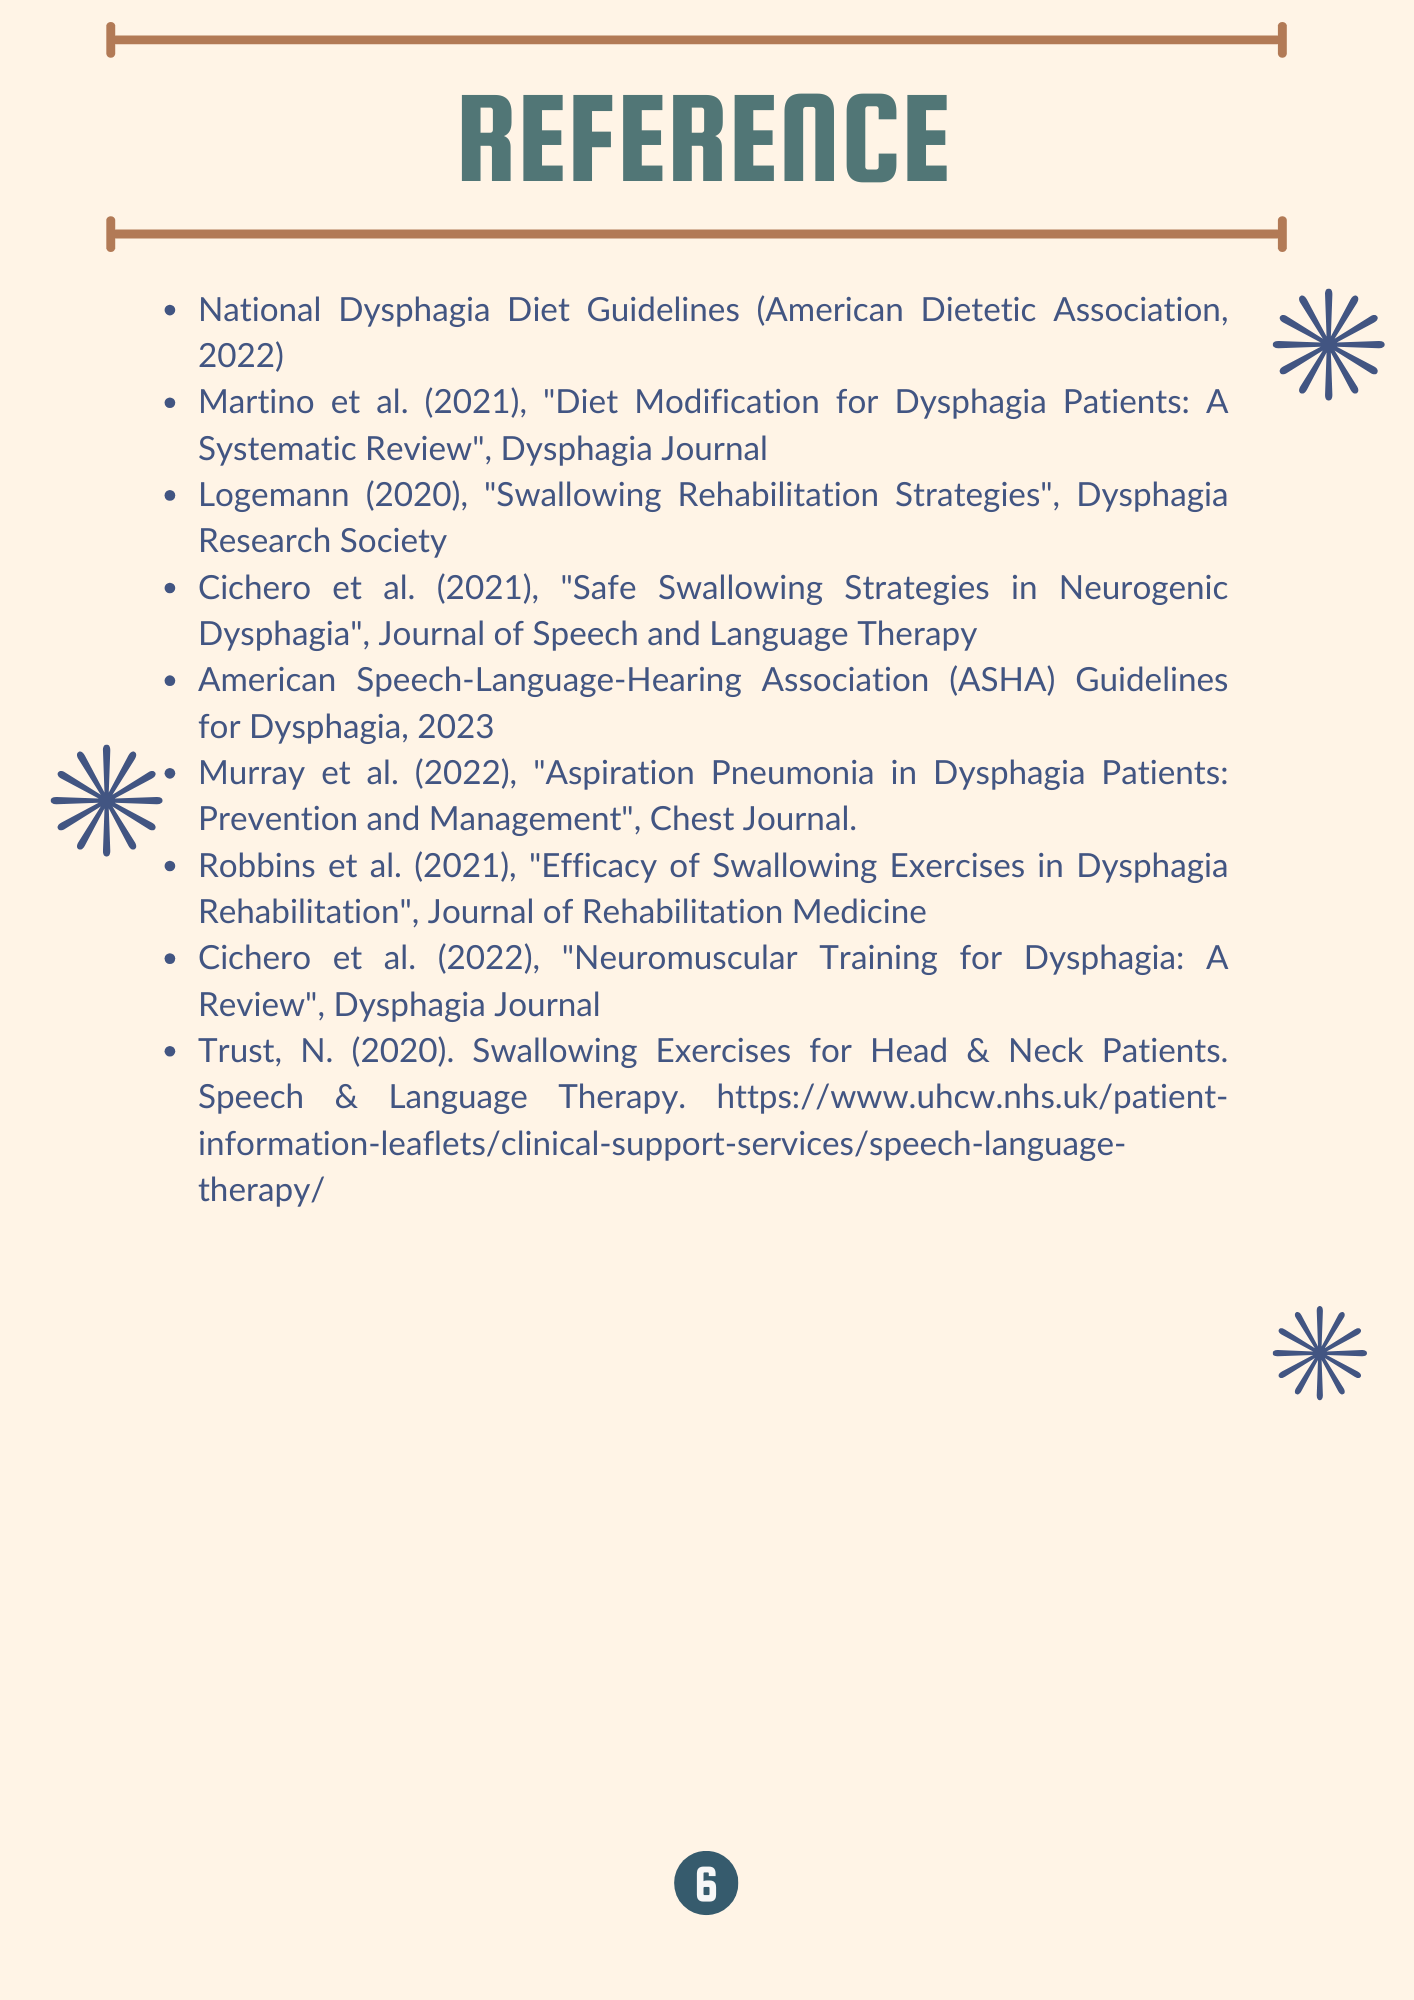 REFERENCE
• National Dysphagia Diet Guidelines (American Dietetic Association,
2022)
• Martino et al. (2021), "Diet Modification for Dysphagia Patients: A
Systematic Review", Dysphagia Journal
• Logemann (2020), "Swallowing Rehabilitation Strategies", Dysphagia
Research Society
• Cichero et al. (2021), "Safe Swallowing Strategies in Neurogenic
Dysphagia", Journal of Speech and Language Therapy
• American Speech-Language-Hearing Association (ASHA) Guidelines
for Dysphagia, 2023
• Murray et al. (2022), "Aspiration Pneumonia in Dysphagia Patients:
Prevention and Management", Chest Journal.
• Robbins et al. (2021), "Efficacy of Swallowing Exercises in Dysphagia
Rehabilitation", Journal of Rehabilitation Medicine
• Cichero et al. (2022), "Neuromuscular Training for Dysphagia: A
Review", Dysphagia Journal
• Trust, N. (2020). Swallowing Exercises for Head & Neck Patients.
Speech & Language Therapy. https://www.uhcw.nhs.uk/patient-
information-leaflets/clinical-support-services/speech-language-
therapy/
6